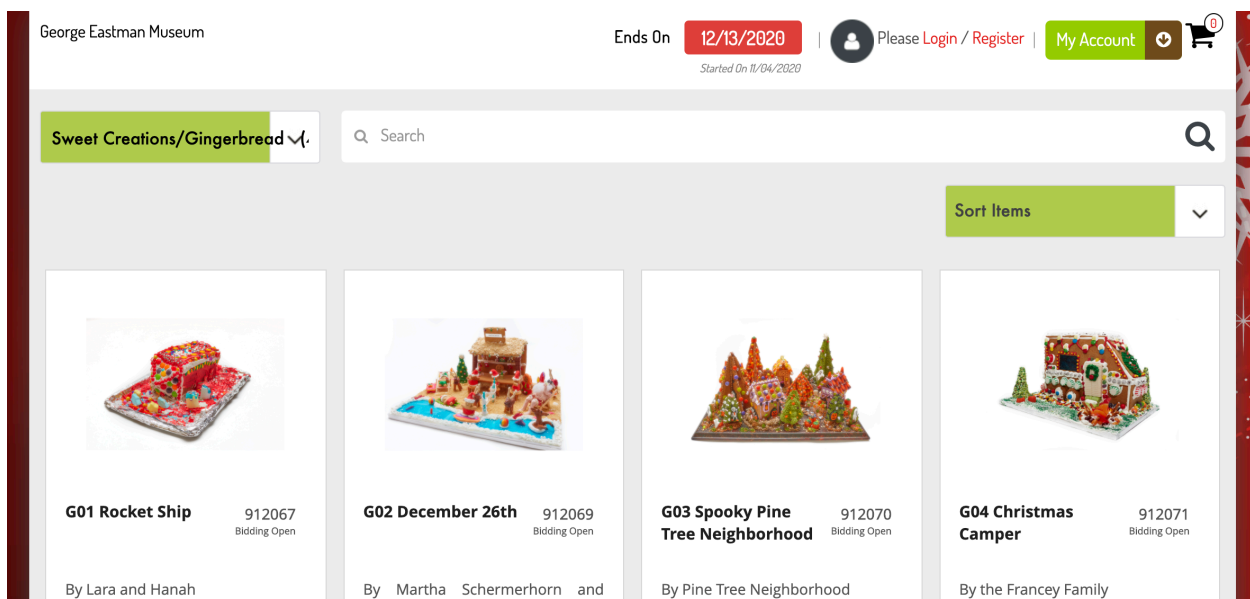 George Eastman Museum
Ends On 12/13/2020 | Please Login / Register | My Account 0
Started On 11/04/2020
Sweet Creations/Gingerbread (
Search
Sort Items
G01 Rocket Ship 912067
Bidding Open
By Lara and Hanah
G02 December 26th 912069
Bidding Open
By Martha Schermerhorn and
G03 Spooky Pine 912070
Tree Neighborhood Bidding Open
By Pine Tree Neighborhood
G04 Christmas 912071
Camper Bidding Open
By the Francey Family